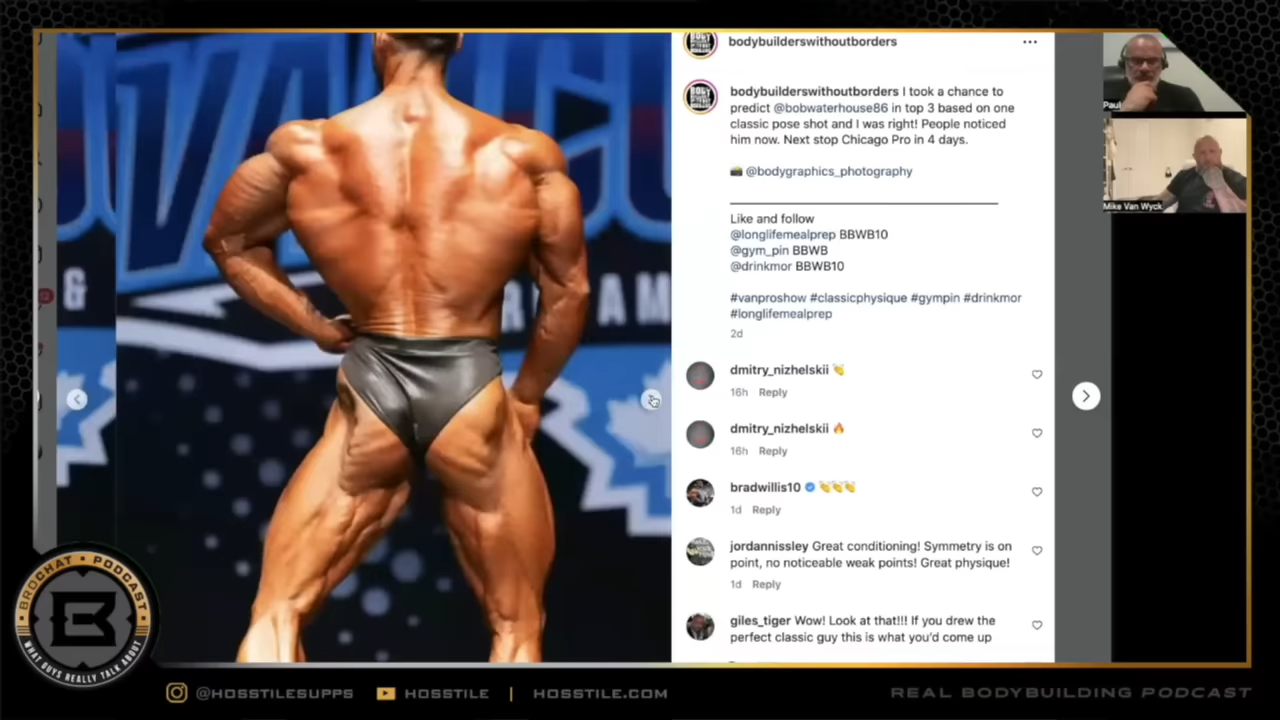 bodybuilderswithoutborders
bodybuilderswithoutborders I took a chance to
predict @bobwaterhouse86 in top 3 based on one
classic pose shot and I was right! People noticed
him now. Next stop Chicago Pro in 4 days.
@bodygraphics_photography
Like and follow
@longlifemealprep BBWB10
@gym_pin BBWB
@drinkmor BBWB10
#vanproshow #classicphysique #gympin #drinkmor
#longlifemealprep
2d
dmitry_nizhelskii 👏
16h Reply
dmitry_nizhelskii 🔥
16h Reply
bradwillis10 👏👏👏
1d Reply
jordannissley Great conditioning! Symmetry is on
point, no noticeable weak points! Great physique!
1d Reply
giles_tiger Wow! Look at that!!! If you drew the
perfect classic guy this is what you'd come up
Paul
Mike Van Wyck
&
BROCHAT • PODCAST
B
WHAT GUYS REALLY TALK ABOUT
@HOSSTILESUPPS HOSSTILE | HOSSTILE.COM
REAL BODYBUILDING PODCAST